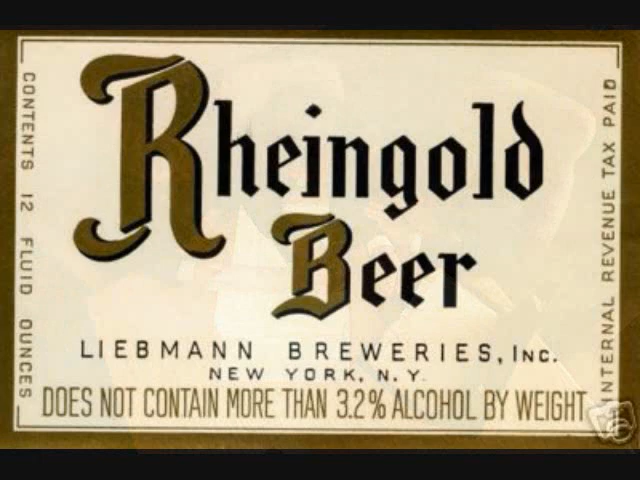 Rheingold
Beer
LIEBMANN BREWERIES, INC.
NEW YORK, N.Y.
DOES NOT CONTAIN MORE THAN 3.2% ALCOHOL BY WEIGHT
CONTENTS 12 FLUID OUNCES
INTERNAL REVENUE TAX PAID